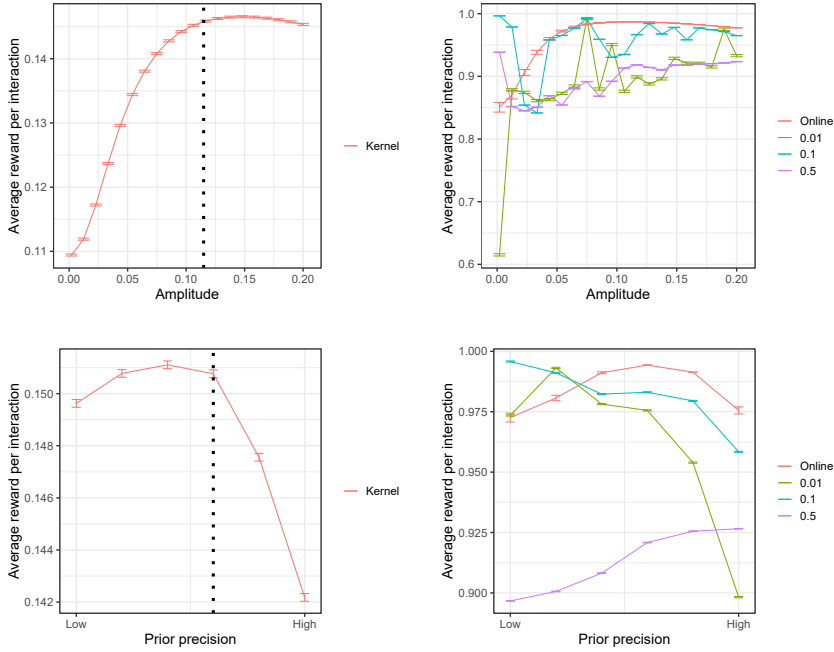 Average reward per interaction
0.14
0.13
0.12
0.11
0.00
0.05
0.10
0.15
0.20
Amplitude
Kernel
Average reward per interaction
1.0
0.9
0.8
0.7
0.6
0.00
0.05
0.10
0.15
0.20
Amplitude
Online
0.01
0.1
0.5
Average reward per interaction
0.150
0.148
0.146
0.144
0.142
Low
High
Prior precision
Kernel
Average reward per interaction
1.000
0.975
0.950
0.925
0.900
Low
High
Prior precision
Online
0.01
0.1
0.5